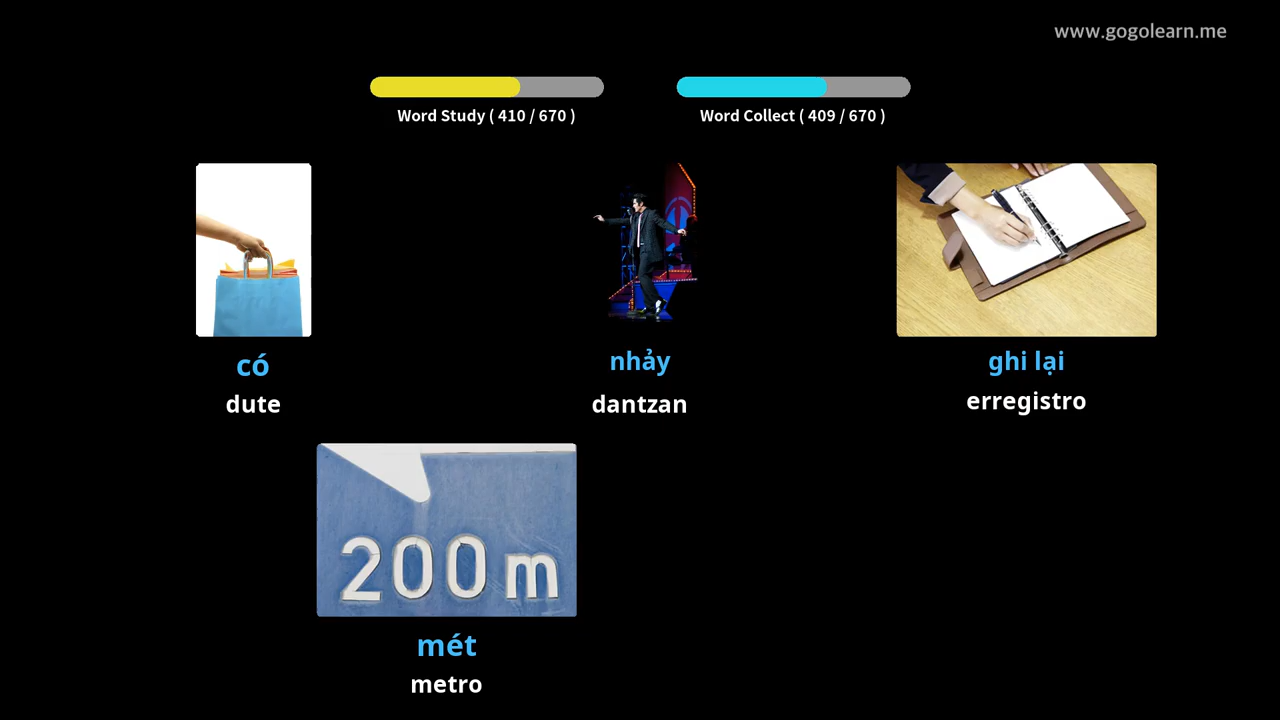 www.gogolearn.me
Word Study ( 410 / 670 )
Word Collect ( 409 / 670 )
có
dute
nhảy
dantzan
ghi lại
erregistro
200 m
mét
metro